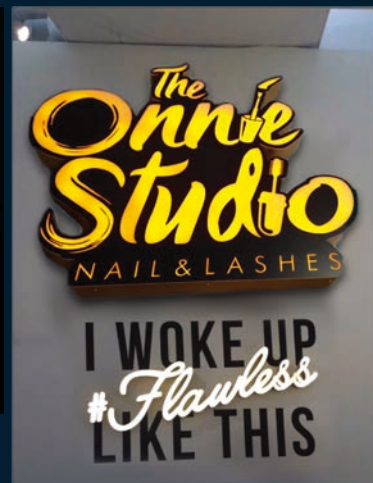 The
Onnie
Studio
NAIL & LASHES
I WOKE UP
#Flawless
LIKE THIS